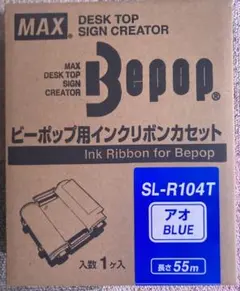 MAX DESK TOP
SIGN CREATOR
MAX
DESK TOP
SIGN
CREATOR
Bepop®
ビーポップ用インクリボンカセット
Ink Ribbon for Bepop
SL-R104T
アオ
BLUE
入数1ヶ入
長さ55m